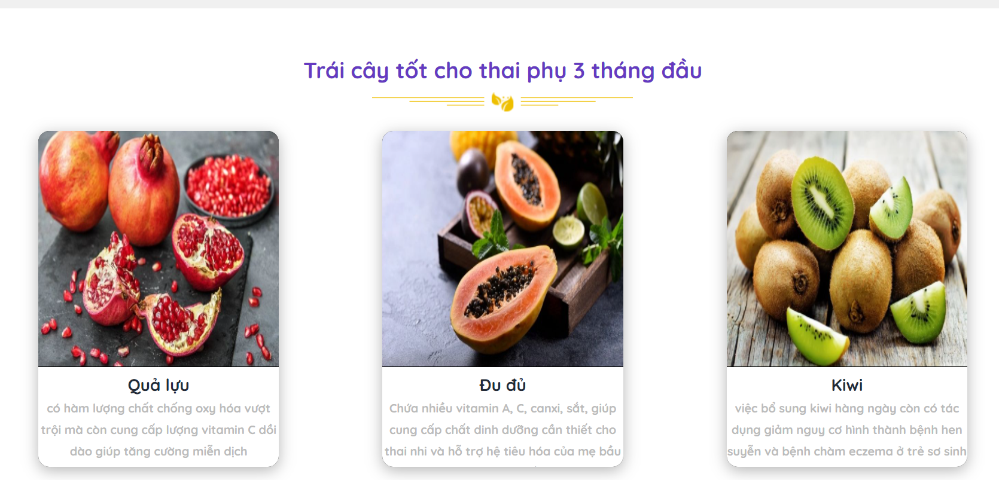 Trái cây tốt cho thai phụ 3 tháng đầu
Quả lựu
có hàm lượng chất chống oxy hóa vượt
trội mà còn cung cấp lượng vitamin C dồi
dào giúp tăng cường miễn dịch
Đu đủ
Chứa nhiều vitamin A, C, canxi, sắt, giúp
cung cấp chất dinh dưỡng cần thiết cho
thai nhi và hỗ trợ hệ tiêu hóa của mẹ bầu
Kiwi
việc bổ sung kiwi hàng ngày còn có tác
dụng giảm nguy cơ hình thành bệnh hen
suyễn và bệnh chàm eczema ở trẻ sơ sinh